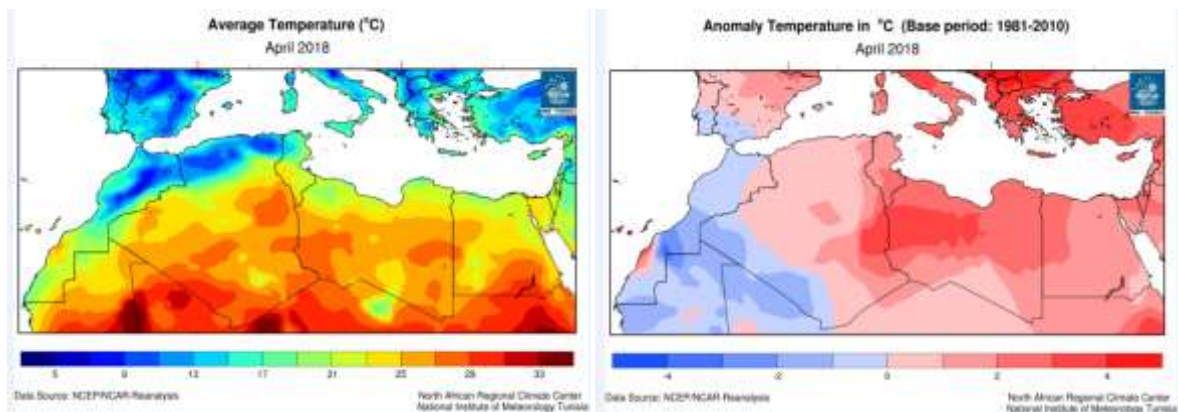 Average Temperature (°C)
April 2018
5 9 13 17 21 25 29 33
Data Source: NCEP/NCAR-Reanalysis
North African Regional Climate Center
National Institute of Meteorology Tunisia
Anomaly Temperature in °C (Base period: 1981-2010)
April 2018
-4 -2 0 2 4
Data Source: NCEP/NCAR-Reanalysis
North African Regional Climate Center
National Institute of Meteorology Tunisia